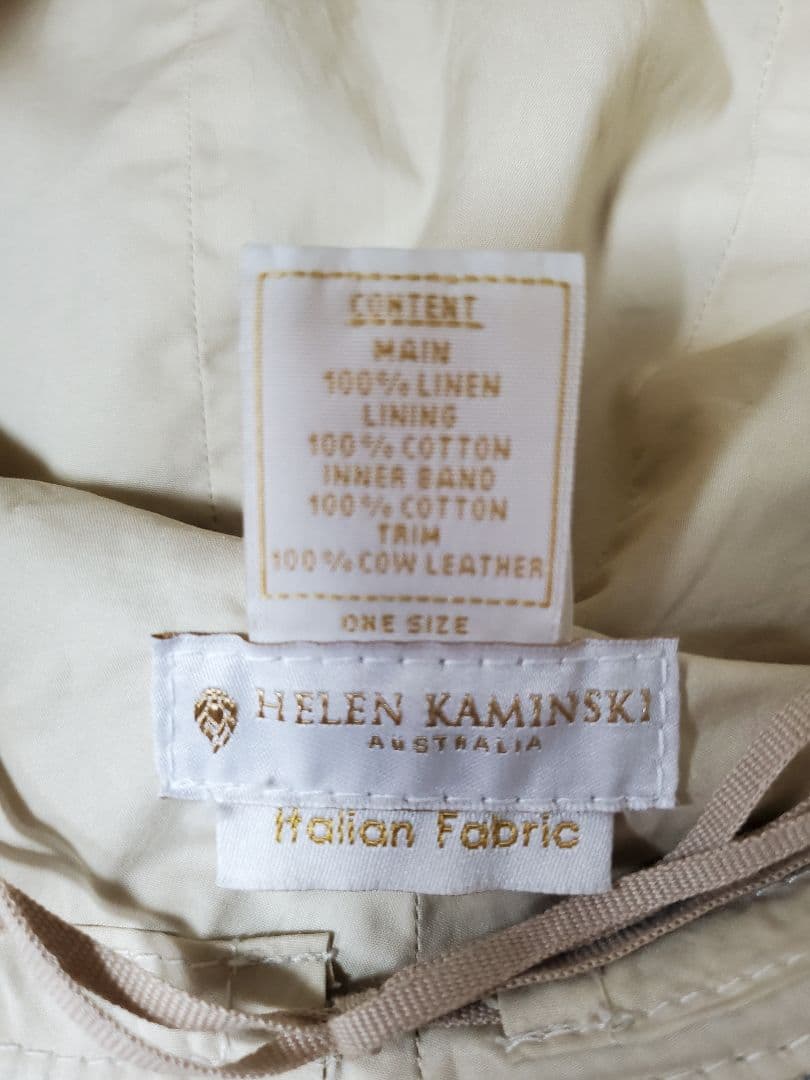 CONTENT
MAIN
100% LINEN
LINING
100% COTTON
INNER BAND
100% COTTON
TRIM
100% COW LEATHER
ONE SIZE
HELEN KAMINSKI
AUSTRALIA
Italian Fabric